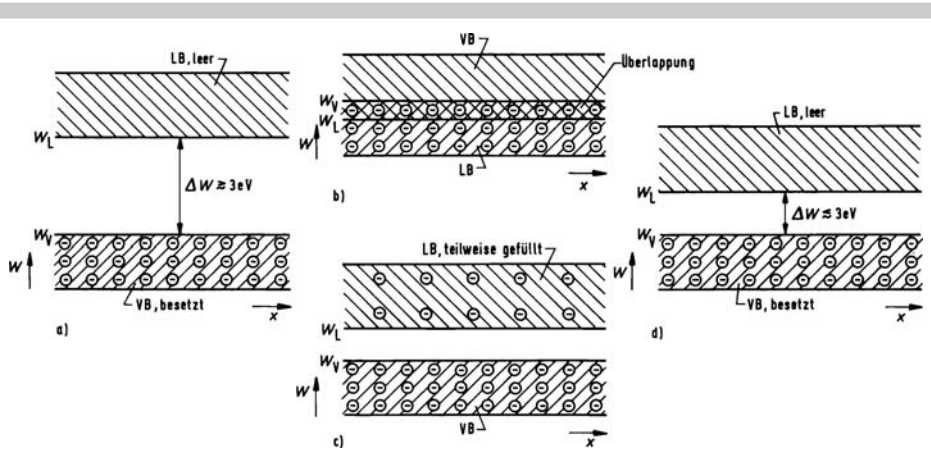 LB, leer
W_L
ΔW ≳ 3eV
W_V
W
VB, besetzt
x
a)
VB
Überlappung
W_V
W_L
W
LB
x
b)
LB, teilweise gefüllt
W_L
W_V
W
VB
x
c)
LB, leer
W_L
ΔW ≲ 3eV
W_V
W
VB, besetzt
x
d)